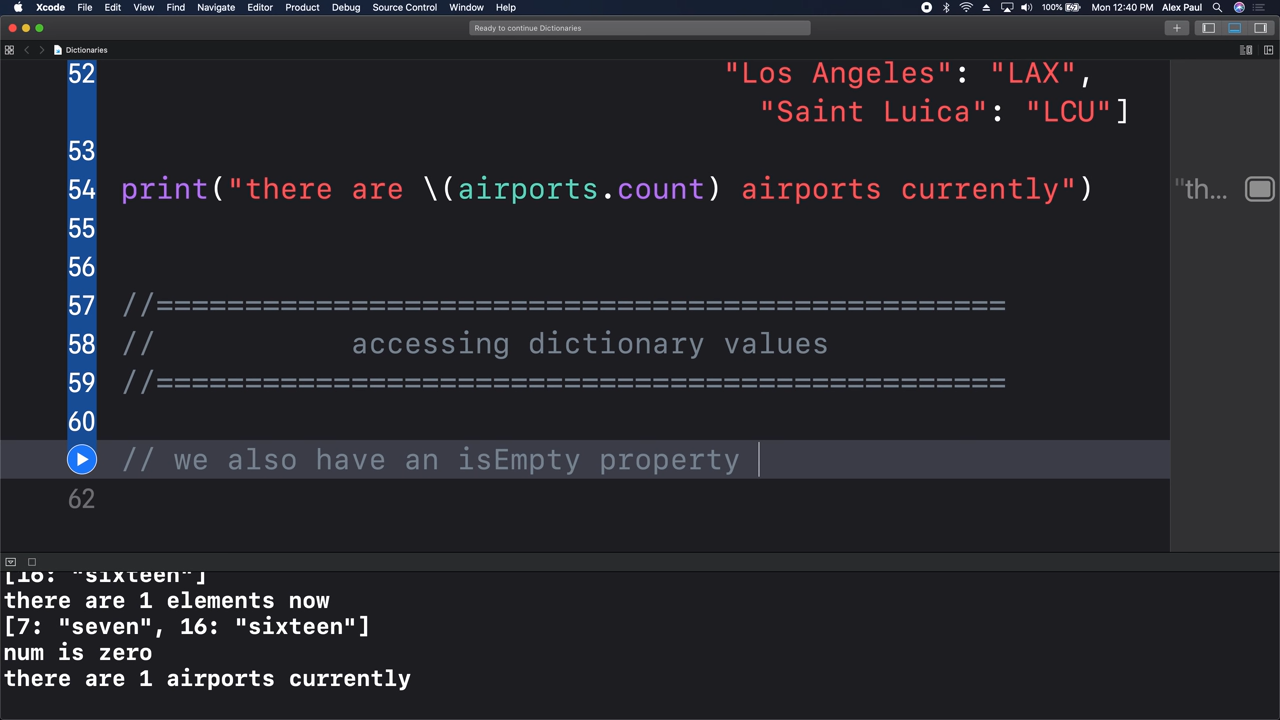 Xcode File Edit View Find Navigate Editor Product Debug Source Control Window Help 100% Mon 12:40 PM Alex Paul
Ready to continue Dictionaries
Dictionaries
52 "Los Angeles": "LAX",
"Saint Luica": "LCU"]
53
54 print("there are \(airports.count) airports currently") "th...
55
56
57 //================================================
58 // accessing dictionary values
59 //================================================
60
// we also have an isEmpty property
62
[16: "sixteen"]
there are 1 elements now
[7: "seven", 16: "sixteen"]
num is zero
there are 1 airports currently